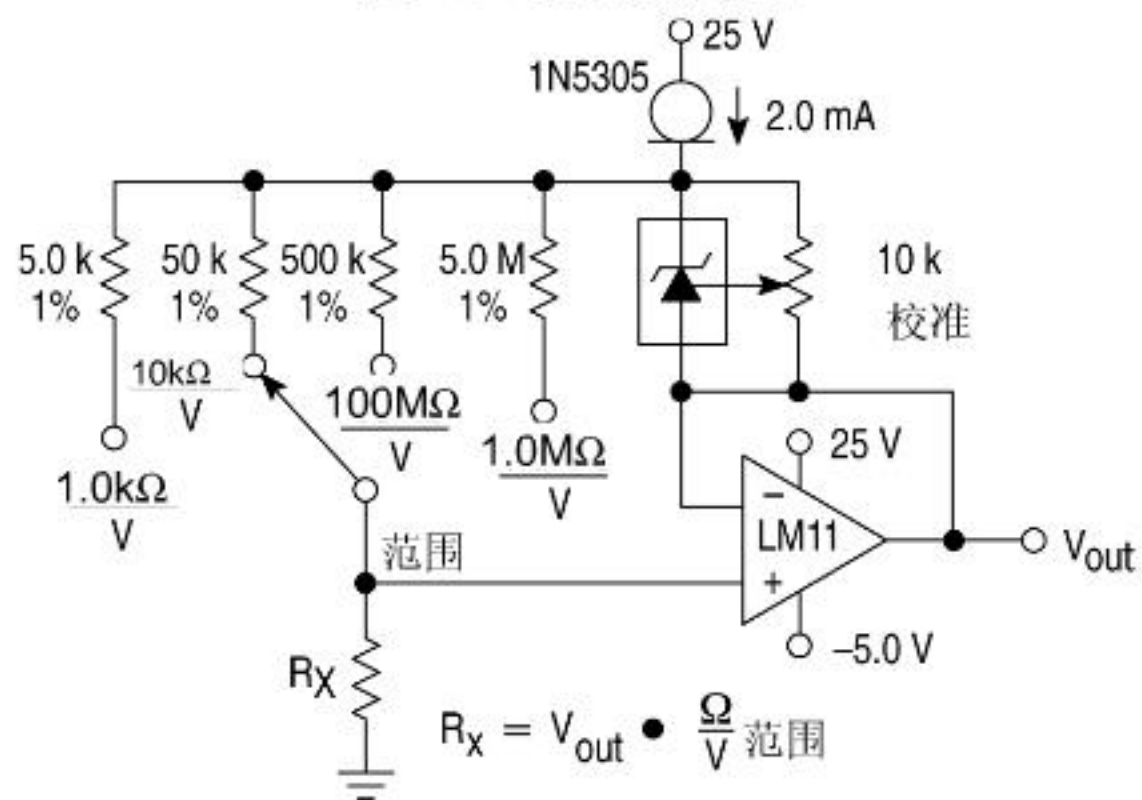 25 V
1N5305
2.0 mA
5.0 k
1%
50 k
1%
500 k
1%
5.0 M
1%
10 k
校准
10kΩ
V
100MΩ
V
1.0MΩ
V
1.0kΩ
V
25 V
范围
−
LM11
+
Vout
–5.0 V
RX
Rx = Vout • Ω/V 范围